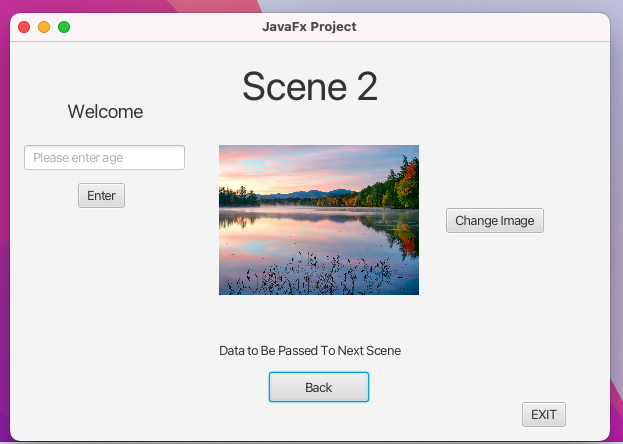 JavaFx Project
Scene 2
Welcome
Please enter age
Enter
Change Image
Data to Be Passed To Next Scene
Back
EXIT